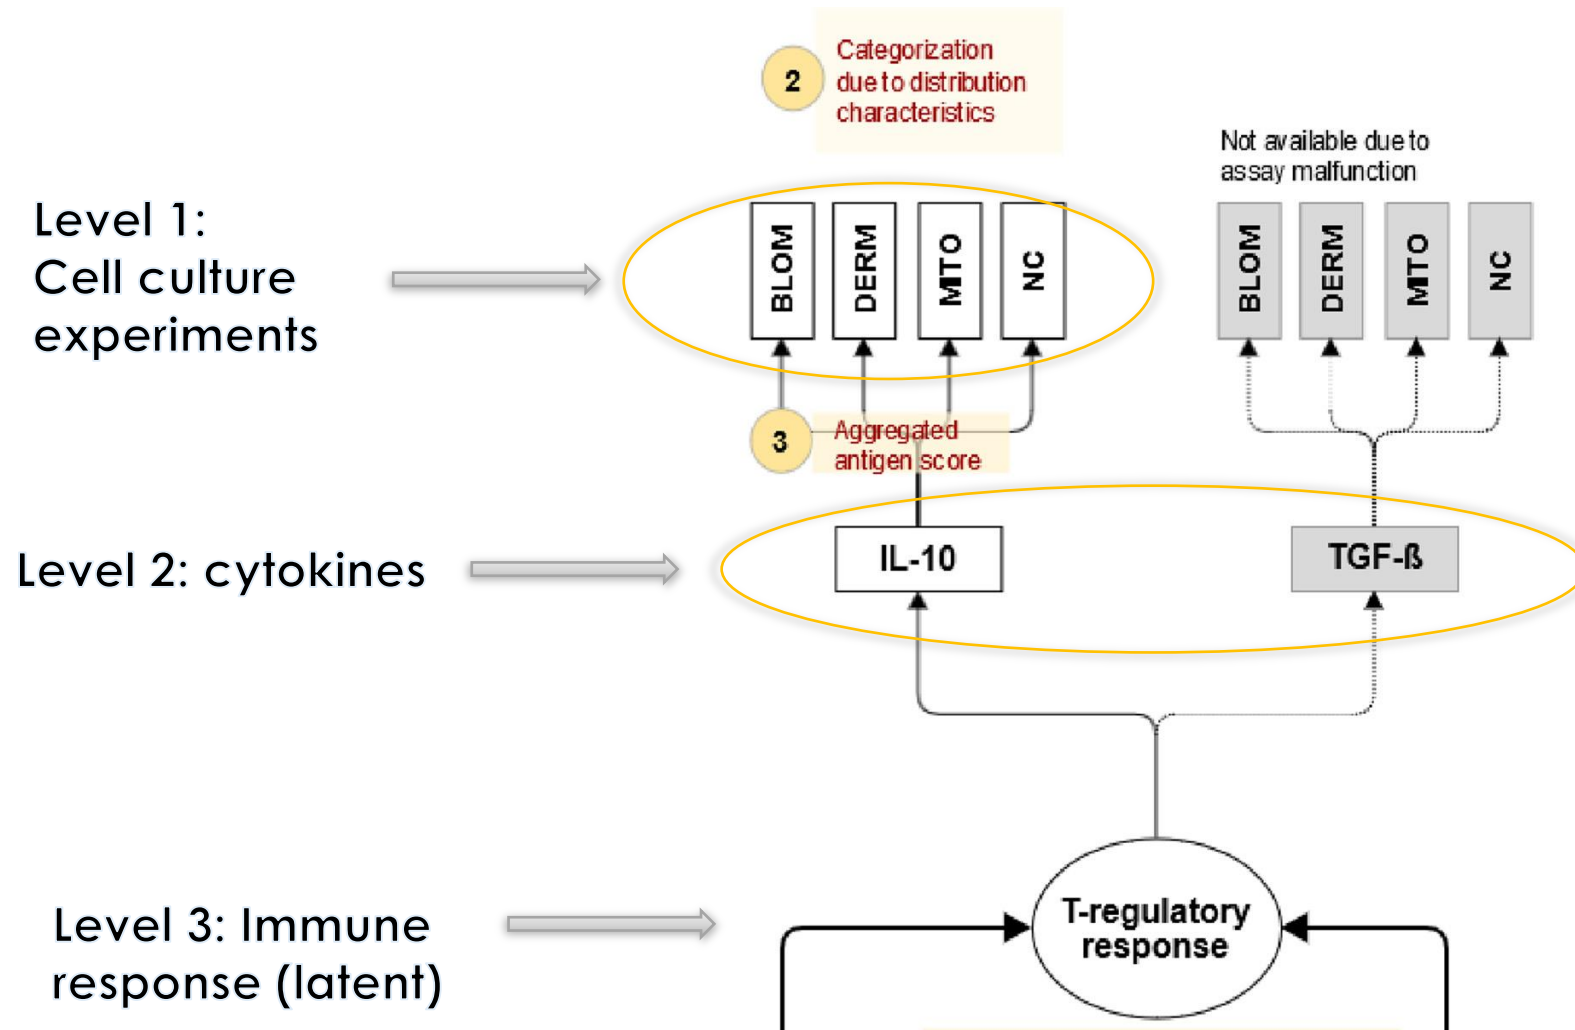 2
Categorization
due to distribution
characteristics
Not available due to
assay malfunction
Level 1:
Cell culture
experiments
BLOM
DERM
MITO
NC
BLOM
DERM
MITO
NC
3
Aggregated
antigen score
Level 2: cytokines
IL-10
TGF-ß
Level 3: Immune
response (latent)
T-regulatory
response